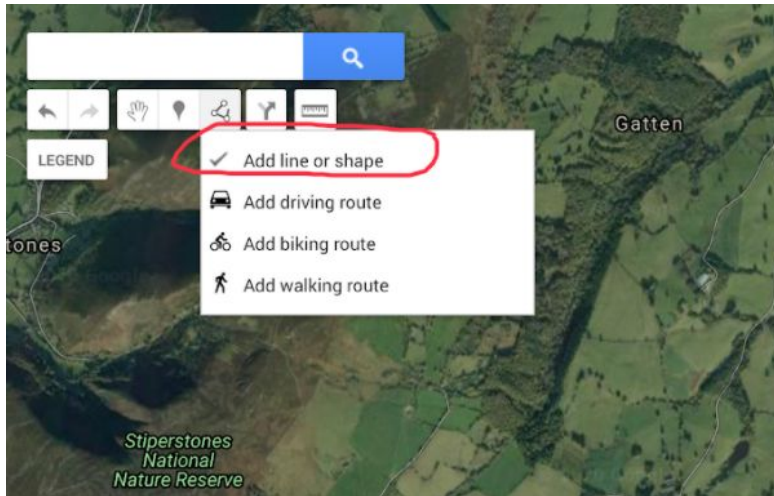 Gatten
LEGEND
Add line or shape
Add driving route
tones
Add biking route
Add walking route
Stiperstones
National
Nature Reserve